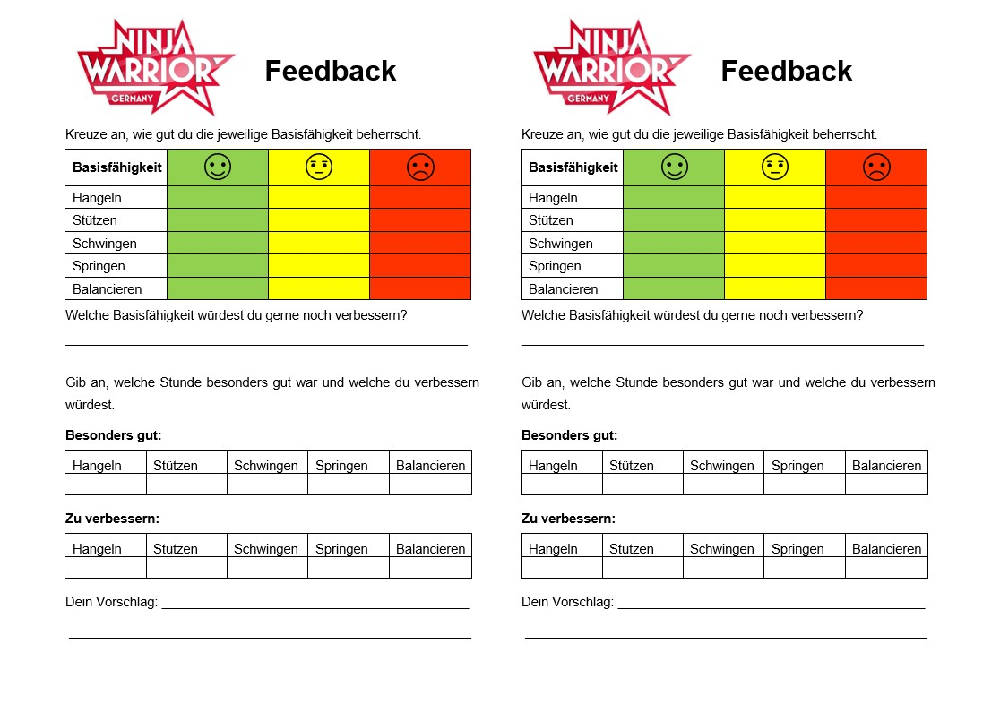 NINJA
WARRIOR
GERMANY
Feedback
Kreuze an, wie gut du die jeweilige Basisfähigkeit beherrscht.
Basisfähigkeit
Hangeln
Stützen
Schwingen
Springen
Balancieren
Welche Basisfähigkeit würdest du gerne noch verbessern?
Gib an, welche Stunde besonders gut war und welche du verbessern
würdest.
Besonders gut:
Hangeln Stützen Schwingen Springen Balancieren
Zu verbessern:
Hangeln Stützen Schwingen Springen Balancieren
Dein Vorschlag:
NINJA
WARRIOR
GERMANY
Feedback
Kreuze an, wie gut du die jeweilige Basisfähigkeit beherrscht.
Basisfähigkeit
Hangeln
Stützen
Schwingen
Springen
Balancieren
Welche Basisfähigkeit würdest du gerne noch verbessern?
Gib an, welche Stunde besonders gut war und welche du verbessern
würdest.
Besonders gut:
Hangeln Stützen Schwingen Springen Balancieren
Zu verbessern:
Hangeln Stützen Schwingen Springen Balancieren
Dein Vorschlag: